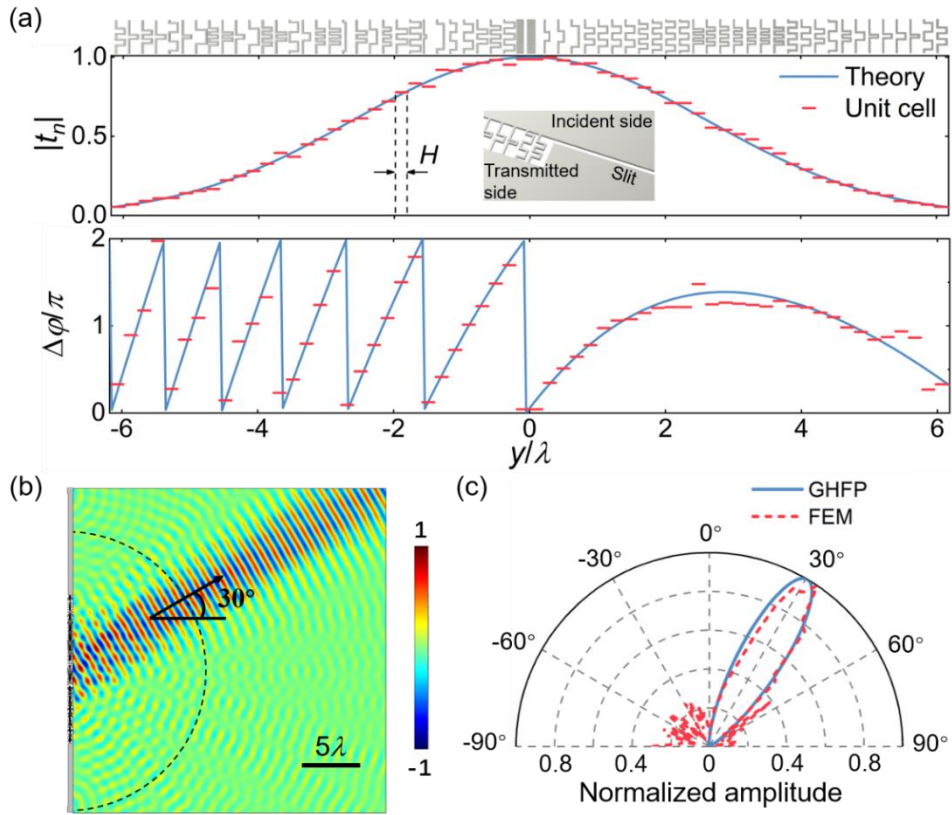 (a)
1.0
0.5
0.0
|tₙ|
Theory
Unit cell
H
Incident side
Transmitted
side
Slit
2
1
0
Δφ/π
-6 -4 -2 0 2 4 6
y/λ
(b)
30°
5λ
1
-1
(c)
GHFP
FEM
0°
-30° 30°
-60° 60°
-90° 90°
0.8 0.4 0 0.4 0.8
Normalized amplitude